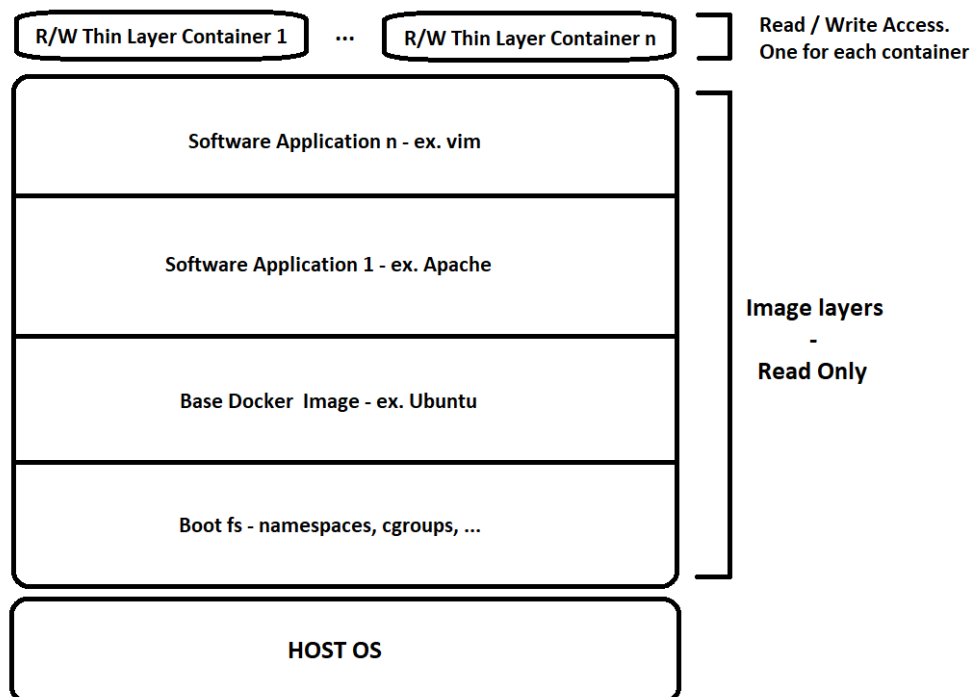 R/W Thin Layer Container 1
...
R/W Thin Layer Container n
Read / Write Access.
One for each container
Software Application n - ex. vim
Software Application 1 - ex. Apache
Image layers
-
Read Only
Base Docker  Image - ex. Ubuntu
Boot fs - namespaces, cgroups, ...
HOST OS